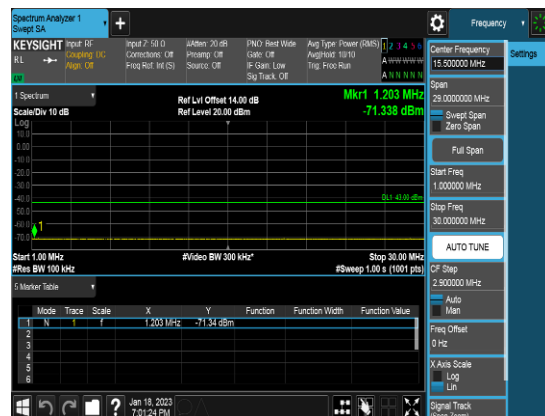 Spectrum Analyzer 1
Swept SA
+
Frequency
KEYSIGHT
RL
Input: RF
Coupling: DC
Align: Off
Input Z: 50 Ω
Corrections: Off
Freq Ref: Int (S)
#Atten: 20 dB
Preamp: Off
Source: Off
PNO: Best Wide
Gate: Off
IF Gain: Low
Sig Track: Off
Avg Type: Power (RMS)
Avg|Hold: 10/10
Trig: Free Run
1 2 3 4 5 6
A WW WW W
A N N N N N
1 Spectrum
Scale/Div 10 dB
Log
Ref Lvl Offset 14.00 dB
Ref Level 20.00 dBm
Mkr1 1.203 MHz
-71.338 dBm
10.0
0.00
-10.0
-20.0
-30.0
-40.0
-50.0
-60.0
-70.0
DL1 -43.00 dBm
1
Start 1.00 MHz
#Res BW 100 kHz
#Video BW 300 kHz*
Stop 30.00 MHz
#Sweep 1.00 s (1001 pts)
5 Marker Table
Mode Trace Scale X Y Function Function Width Function Value
1 N 1 f 1.203 MHz -71.34 dBm
2
3
4
5
6
Jan 18, 2023
7:01:24 PM
?
Center Frequency
15.500000 MHz
Settings
Span
29.0000000 MHz
Swept Span
Zero Span
Full Span
Start Freq
1.000000 MHz
Stop Freq
30.000000 MHz
AUTO TUNE
CF Step
2.900000 MHz
Auto
Man
Freq Offset
0 Hz
X Axis Scale
Log
Lin
Signal Track
(Span Zoom)